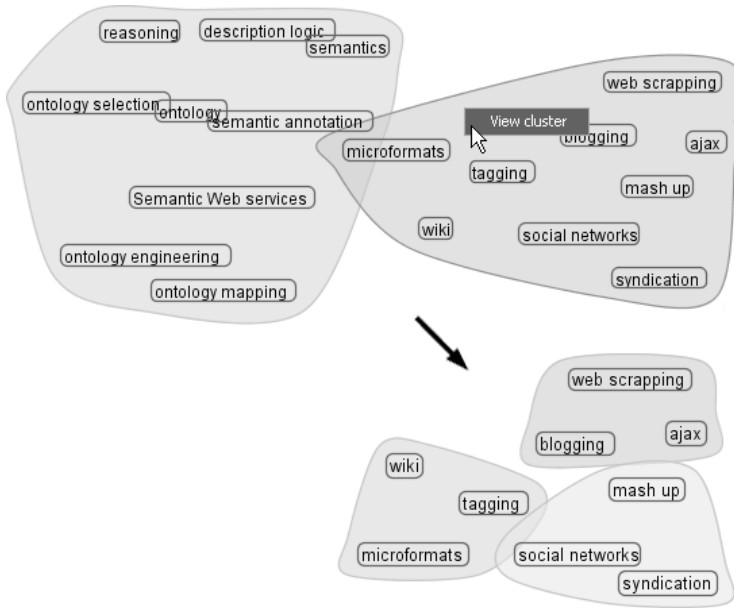 reasoning
description logic
semantics
ontology selection
ontology
semantic annotation
Semantic Web services
ontology engineering
ontology mapping
web scrapping
View cluster
blogging
ajax
microformats
tagging
mash up
wiki
social networks
syndication
web scrapping
blogging
ajax
wiki
tagging
microformats
mash up
social networks
syndication